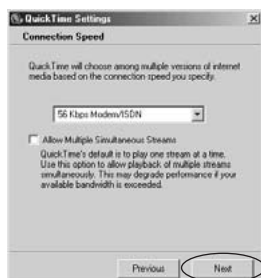 QuickTime Settings
Connection Speed
QuickTime will choose among multiple versions of internet
media based on the connection speed you specify.
56 Kbps Modem/ISDN
Allow Multiple Simultaneous Streams
QuickTime's default is to play one stream at a time.
Use this option to allow playback of multiple streams
simultaneously. This may degrade performance if your
available bandwidth is exceeded.
Previous
Next